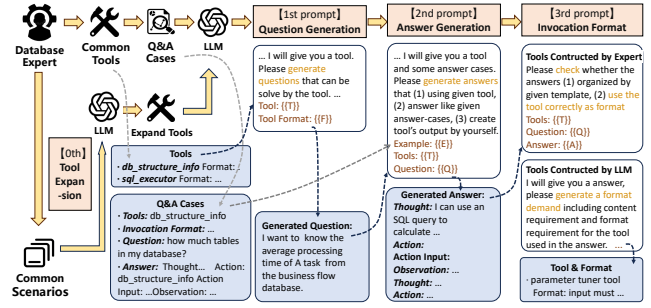 Database
Expert
Common
Tools
Q&A
Cases
LLM
LLM
Expand Tools
【0th】
Tool
Expan
-sion
Common
Scenarios
Tools
· db_structure_info Format:
· sql_executor Format: ...
Q&A Cases
· Tools: db_structure_info
· Invocation Format: ...
· Question: how much tables
in my database?
· Answer: Thought... Action:
db_structure_info Action
Input: ...Observation: ...
【1st prompt】
Question Generation
... I will give you a tool.
Please generate
questions that can be
solved by the tool. ...
Tool: {{T}}
Tool Format: {{F}}
Generated Question:
I want to know the
average processing
time of A task from
the business flow
database.
【2nd prompt】
Answer Generation
... I will give you a tool
and some answer cases.
Please generate answers
that (1) using given tool,
(2) answer like given
answer-cases, (3) create
tool's output by yourself.
Example: {{E}}
Tools: {{T}}
Question: {{Q}}
Generated Answer:
Thought: I can use an
SQL query to
calculate ...
Action:
Action Input:
Observation: ...
Thought: ...
Action: ...
【3rd prompt】
Invocation Format
Tools Contructed by Expert
Please check whether the
answers (1) organized by
given template, (2) use the
tool correctly as format
Tools: {{T}}
Question: {{Q}}
Answer: {{A}}
Tools Contructed by LLM
I will give you a answer,
please generate a format
demand including content
requirement and format
requirement for the tool
used in the answer. ...
Tool & Format
· parameter tuner tool
Format: input must ...